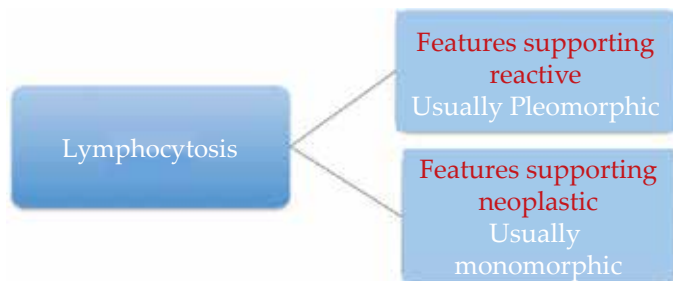 Lymphocytosis
Features supporting
reactive
Usually Pleomorphic
Features supporting
neoplastic
Usually
monomorphic